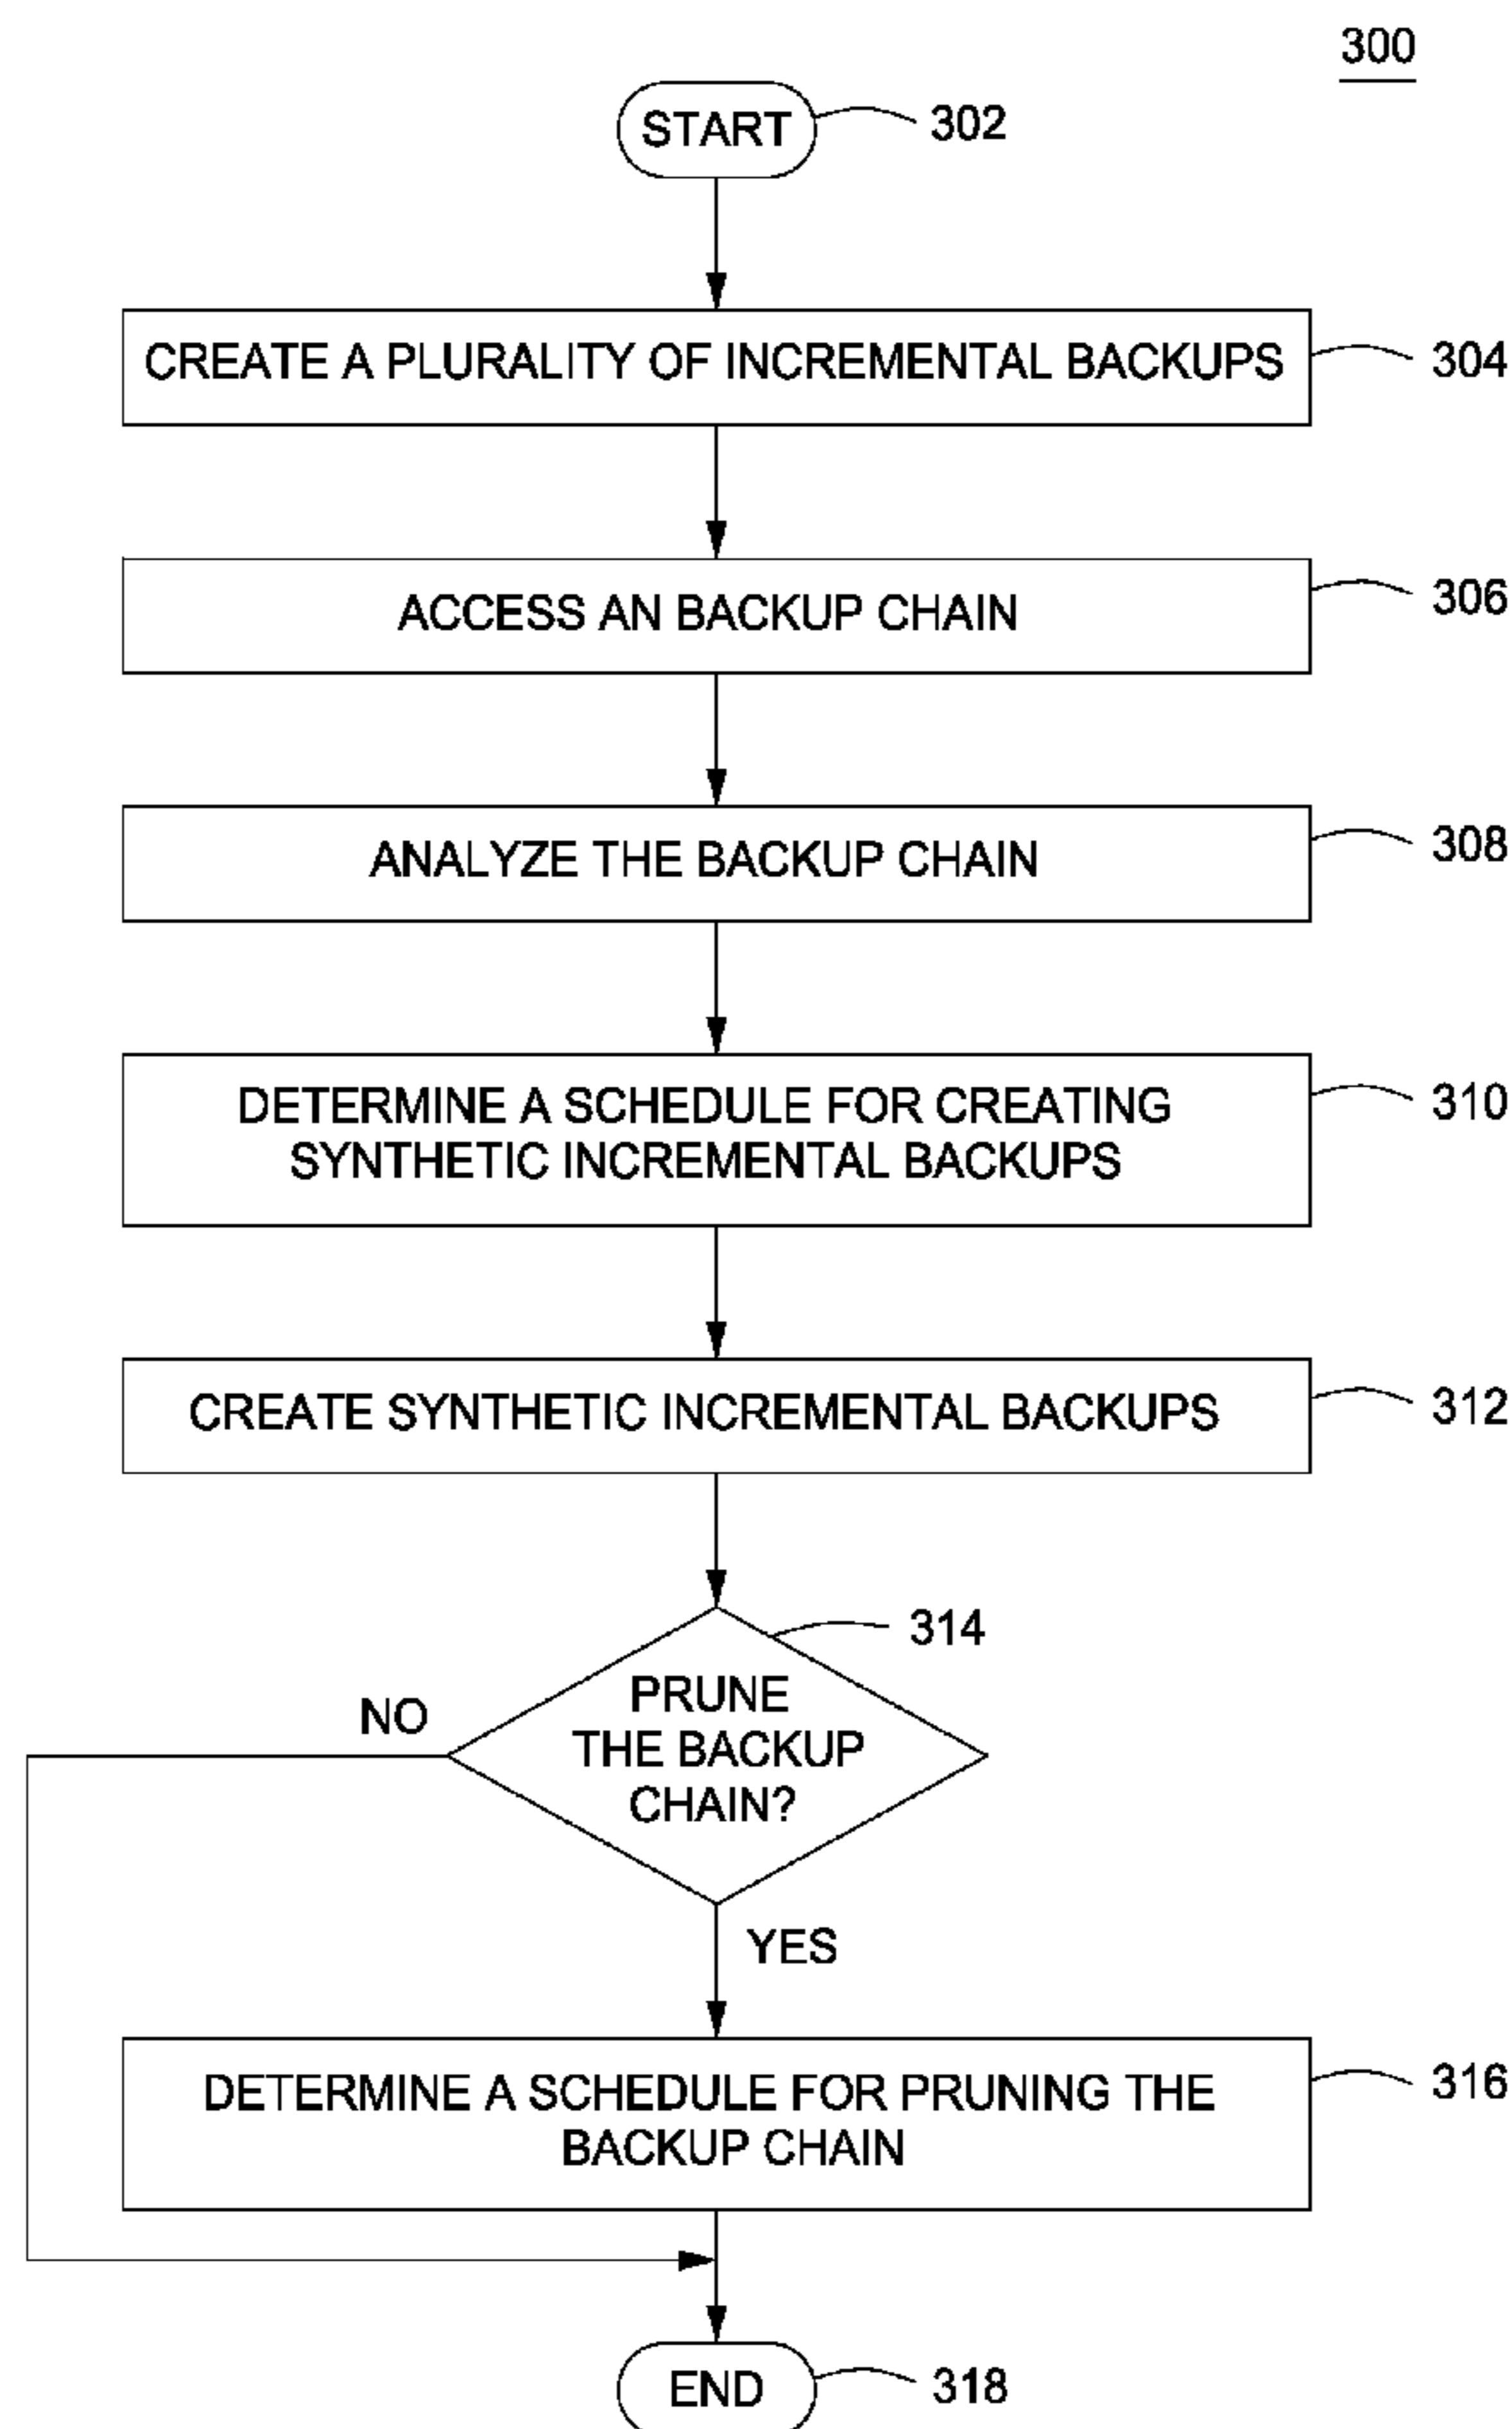 300
START
302
CREATE A PLURALITY OF INCREMENTAL BACKUPS
304
ACCESS AN BACKUP CHAIN
306
ANALYZE THE BACKUP CHAIN
308
DETERMINE A SCHEDULE FOR CREATING
SYNTHETIC INCREMENTAL BACKUPS
310
CREATE SYNTHETIC INCREMENTAL BACKUPS
312
314
PRUNE
THE BACKUP
CHAIN?
NO
YES
DETERMINE A SCHEDULE FOR PRUNING THE
BACKUP CHAIN
316
END
318